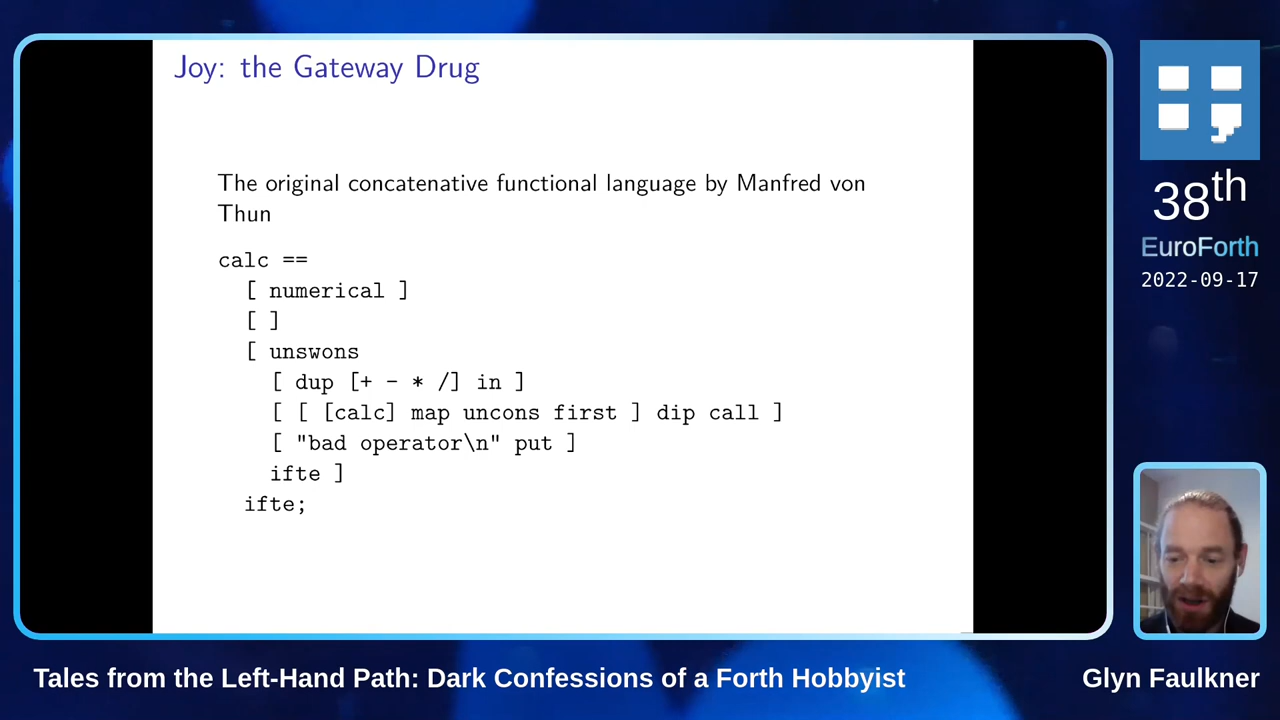 Joy: the Gateway Drug
The original concatenative functional language by Manfred von
Thun
calc ==
[ numerical ]
[ ]
[ unswons
[ dup [+ - * /] in ]
[ [ [calc] map uncons first ] dip call ]
[ "bad operator\n" put ]
ifte ]
ifte;
38th
EuroForth
2022-09-17
Tales from the Left-Hand Path: Dark Confessions of a Forth Hobbyist
Glyn Faulkner